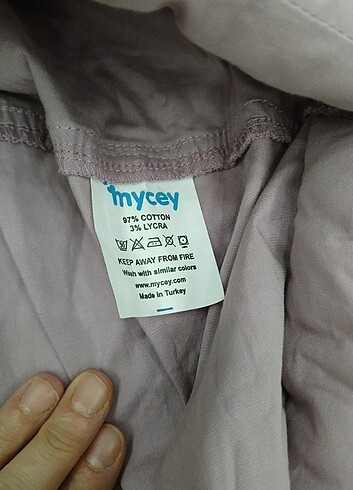 mycey
97% COTTON
3% LYCRA
KEEP AWAY FROM FIRE
Wash with similar colors
www.mycey.com
Made in Turkey